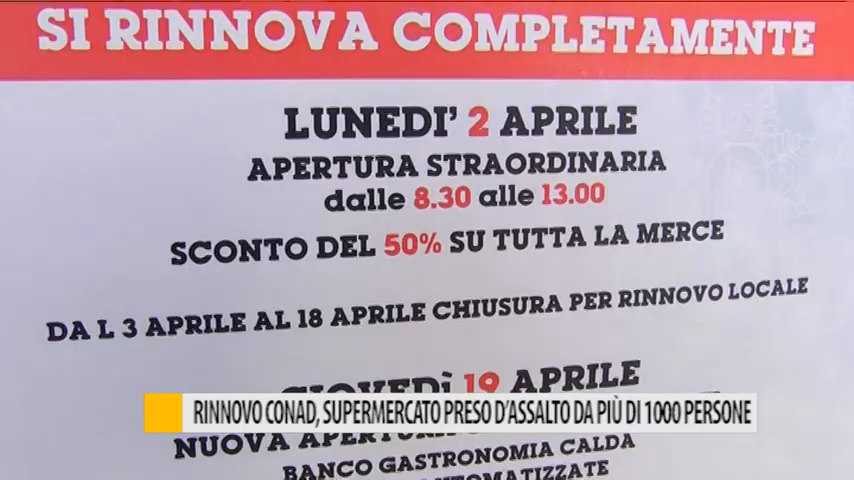 SI RINNOVA COMPLETAMENTE
LUNEDI' 2 APRILE
APERTURA STRAORDINARIA
dalle 8.30 alle 13.00
SCONTO DEL 50% SU TUTTA LA MERCE
DA L 3 APRILE AL 18 APRILE CHIUSURA PER RINNOVO LOCALE
GIOVEDÌ 19 APRILE
RINNOVO CONAD, SUPERMERCATO PRESO D'ASSALTO DA PIÙ DI 1000 PERSONE
NUOVA APERTURA
BANCO GASTRONOMIA CALDA